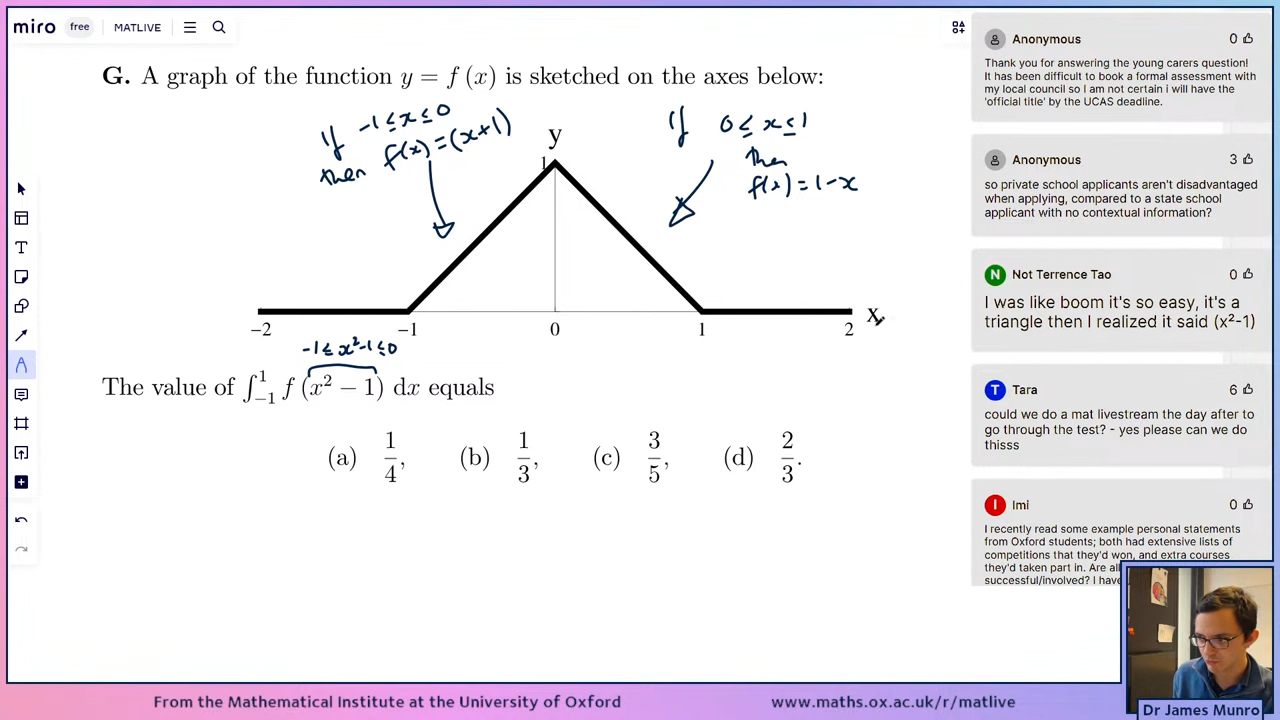 miro free MATLIVE
G. A graph of the function y = f (x) is sketched on the axes below:
If -1 ≤ x ≤ 0
then f(x) = (x+1)
If 0 ≤ x ≤ 1
then
f(x) = 1-x
y
1
x
-2 -1 0 1 2
-1 ≤ x²-1 ≤ 0
The value of ∫₋₁¹ f (x² − 1) dx equals
(a) 1/4, (b) 1/3, (c) 3/5, (d) 2/3.
Anonymous 0
Thank you for answering the young carers question!
It has been difficult to book a formal assessment with
my local council so I am not certain i will have the
'official title' by the UCAS deadline.
Anonymous 3
so private school applicants aren't disadvantaged
when applying, compared to a state school
applicant with no contextual information?
N Not Terrence Tao 0
I was like boom it's so easy, it's a
triangle then I realized it said (x²-1)
T Tara 6
could we do a mat livestream the day after to
go through the test? - yes please can we do
thisss
I Imi 0
I recently read some example personal statements
from Oxford students; both had extensive lists of
competitions that they'd won, and extra courses
they'd taken part in. Are all
successful/involved? I have
From the Mathematical Institute at the University of Oxford
www.maths.ox.ac.uk/r/matlive
Dr James Munro